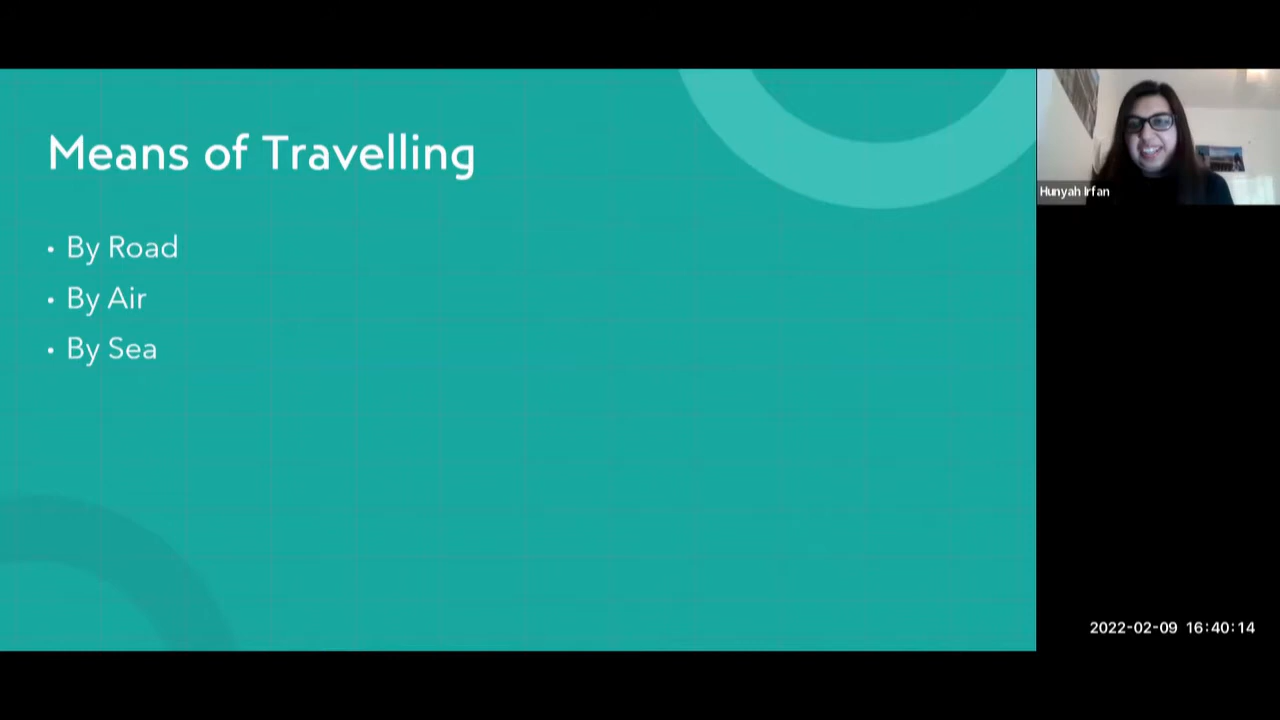 Means of Travelling
• By Road
• By Air
• By Sea
Hunyah Irfan
2022-02-09 16:40:14